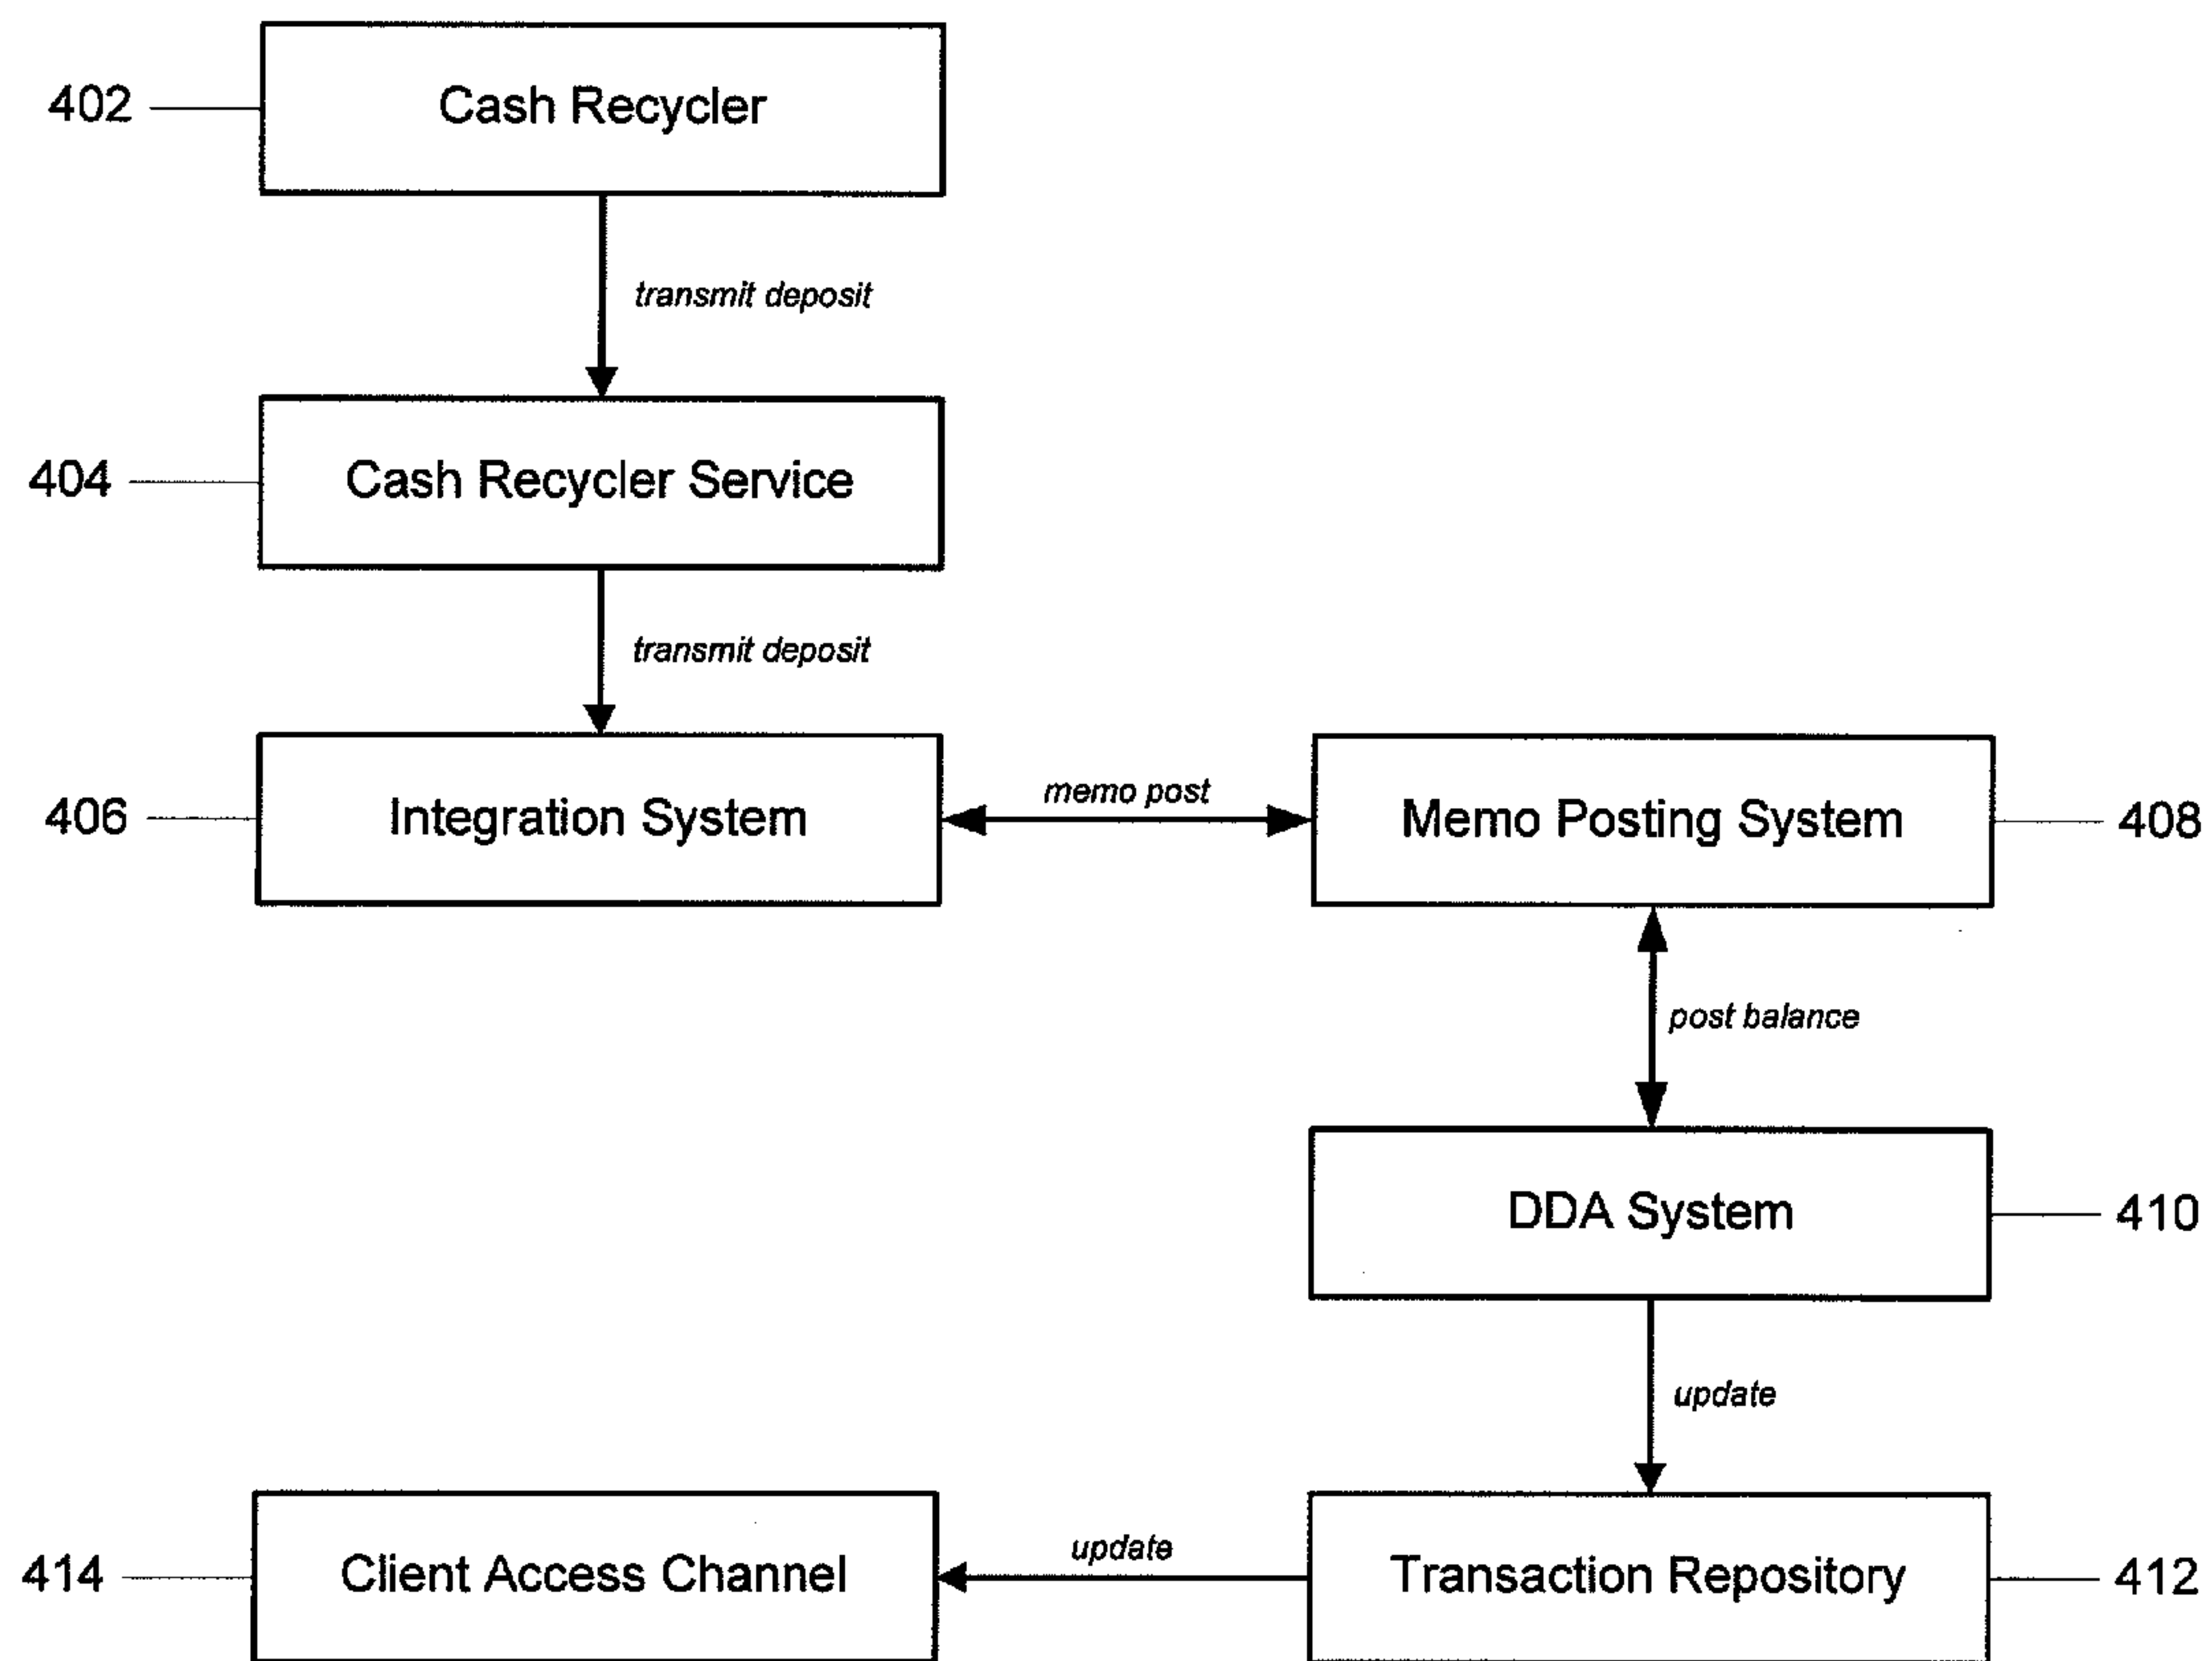 402
Cash Recycler
transmit deposit
404
Cash Recycler Service
transmit deposit
406
Integration System
memo post
Memo Posting System
408
post balance
DDA System
410
update
414
Client Access Channel
update
Transaction Repository
412